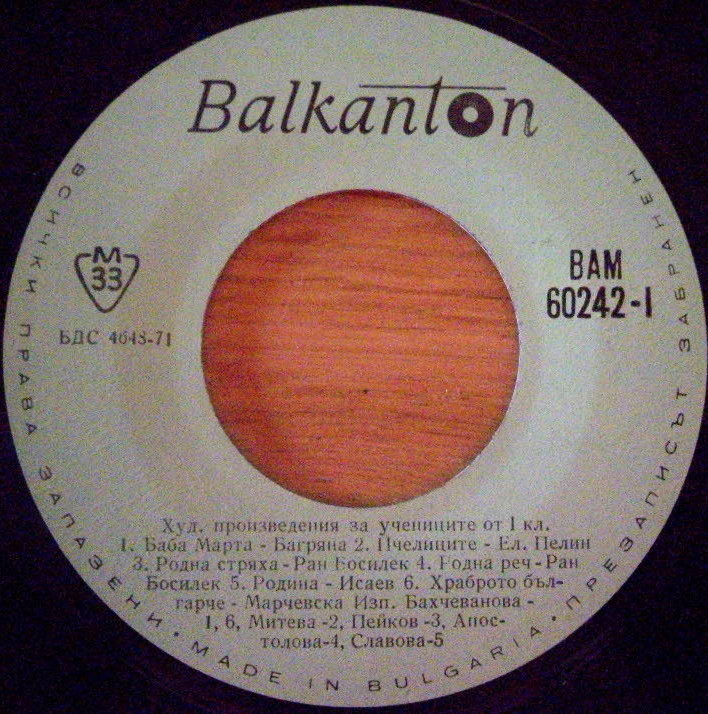 Balkanton
ВСИЧКИ ПРАВА ЗАПАЗЕНИ • MADE IN BULGARIA • ПРЕЗАПИСЪТ ЗАБРАНЕН
M
33
БДС 4643-71
ВАМ
60242-I
Худ. произведения за учениците от I кл.
1. Баба Марта - Багряна 2. Пчелиците - Ел. Пелин
3. Родна стряха - Ран Босилек 4. Родна реч - Ран
Босилек 5. Родина - Исаев 6. Храброто бъл-
гарче - Марчевска Изп. Бахчеванова -
1, 6, Митева -2, Пейков -3, Апос-
толова-4, Славова-5